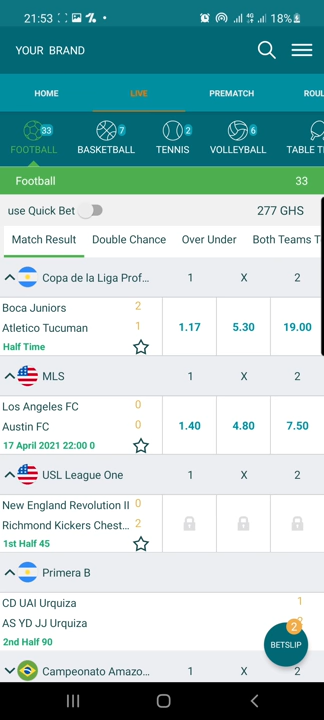 21:53 18%
YOUR BRAND
HOME LIVE PREMATCH ROUL
33 7 2 6
FOOTBALL BASKETBALL TENNIS VOLLEYBALL TABLE T
Football 33
use Quick Bet 277 GHS
Match Result Double Chance Over Under Both Teams T
Copa de la Liga Prof... 1 X 2
Boca Juniors 2
Atletico Tucuman 1 1.17 5.30 19.00
Half Time
MLS 1 X 2
Los Angeles FC 0
Austin FC 0 1.40 4.80 7.50
17 April 2021 22:00 0
USL League One 1 X 2
New England Revolution II 0
Richmond Kickers Chest... 2
1st Half 45
Primera B
CD UAI Urquiza 1
AS YD JJ Urquiza
2nd Half 90
2
BETSLIP
Campeonato Amazo... 1 X 2